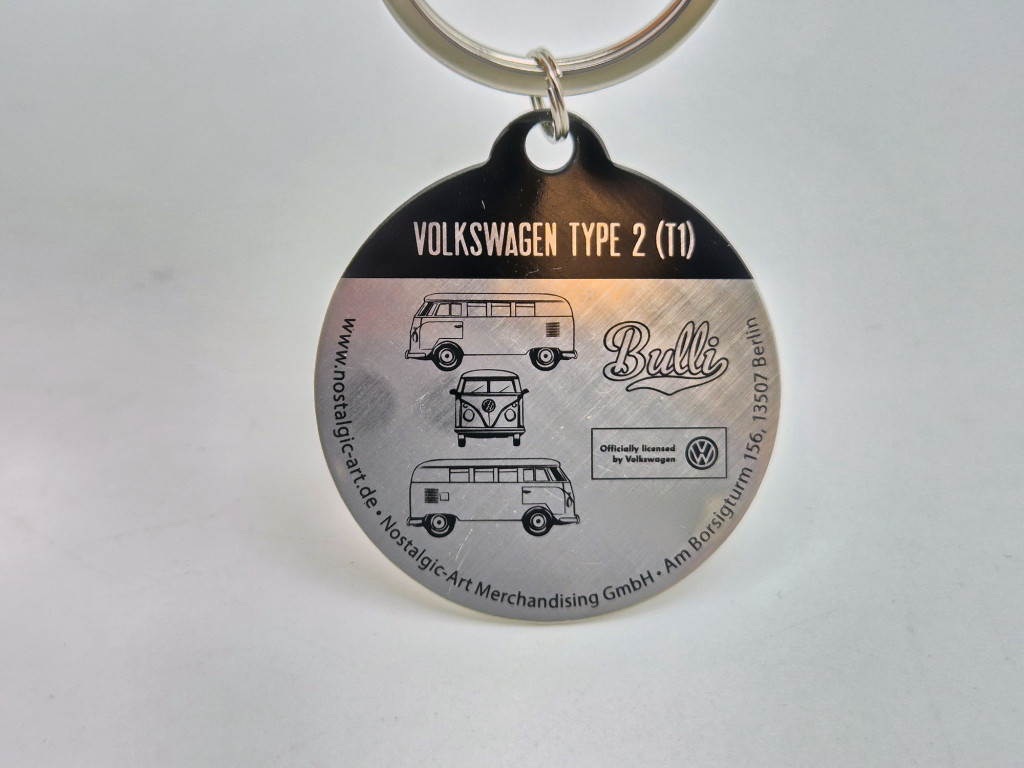 VOLKSWAGEN TYPE 2 (T1)
Bulli
Officially licensed
by Volkswagen
www.nostalgic-art.de • Nostalgic-Art Merchandising GmbH • Am Borsigturm 156, 13507 Berlin